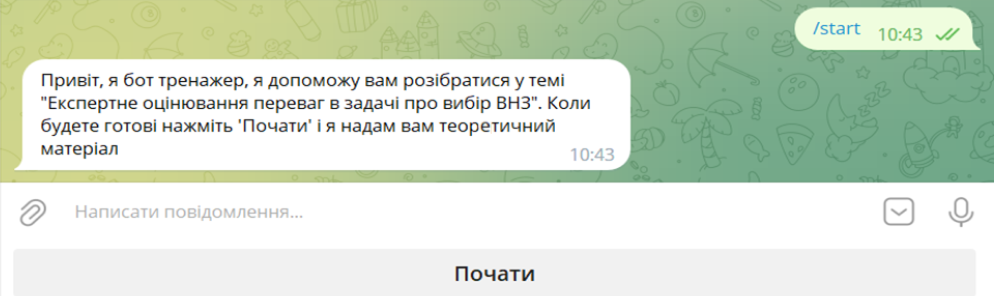 /start 10:43
Привіт, я бот тренажер, я допоможу вам розібратися у темі
"Експертне оцінювання переваг в задачі про вибір ВНЗ". Коли
будете готові нажміть 'Почати' і я надам вам теоретичний
матеріал
10:43
Написати повідомлення...
Почати